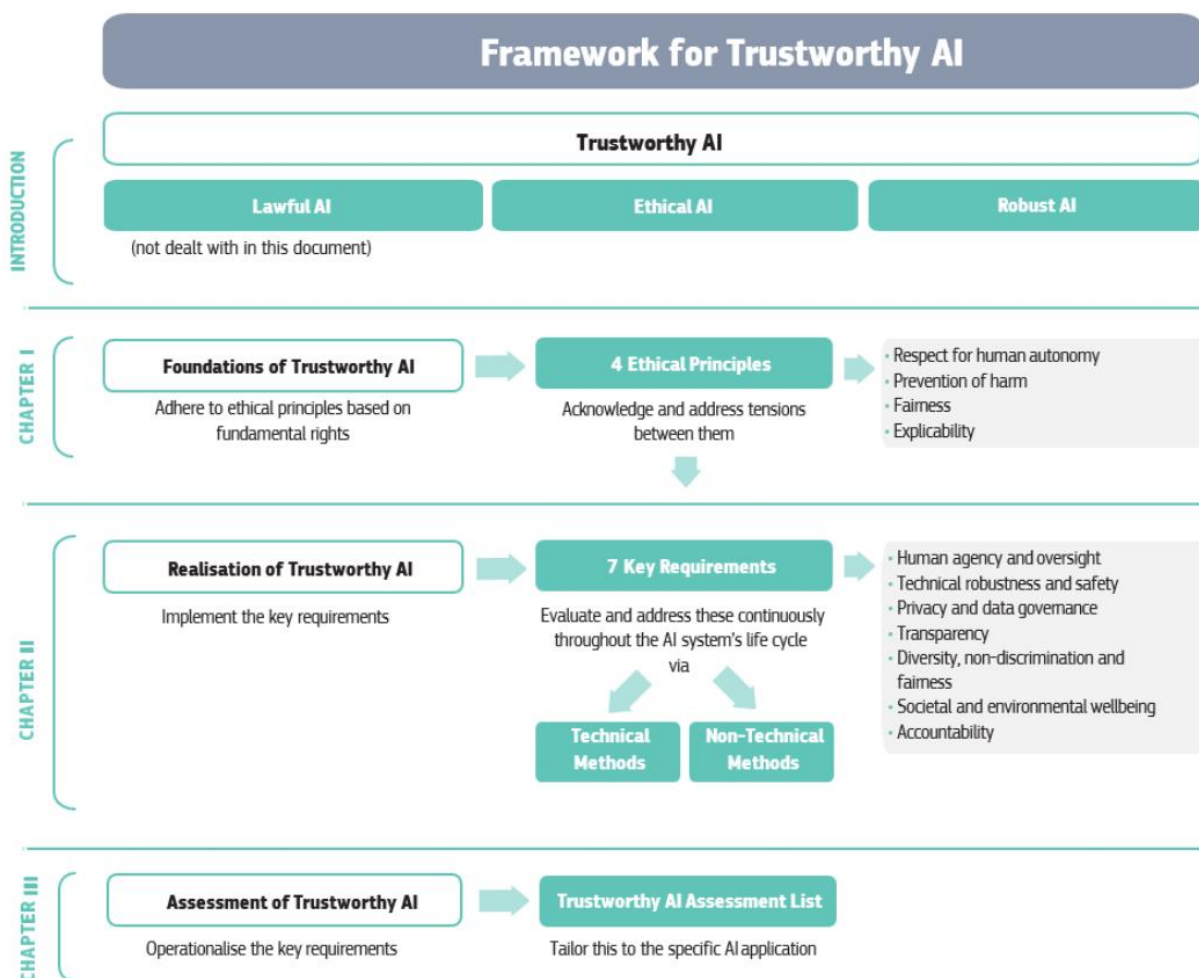 Framework for Trustworthy AI
INTRODUCTION
Trustworthy AI
Lawful AI
Ethical AI
Robust AI
(not dealt with in this document)
CHAPTER I
Foundations of Trustworthy AI
Adhere to ethical principles based on
fundamental rights
4 Ethical Principles
Acknowledge and address tensions
between them
• Respect for human autonomy
• Prevention of harm
• Fairness
• Explicability
CHAPTER II
Realisation of Trustworthy AI
Implement the key requirements
7 Key Requirements
Evaluate and address these continuously
throughout the AI system's life cycle
via
Technical
Methods
Non-Technical
Methods
• Human agency and oversight
• Technical robustness and safety
• Privacy and data governance
• Transparency
• Diversity, non-discrimination and
fairness
• Societal and environmental wellbeing
• Accountability
CHAPTER III
Assessment of Trustworthy AI
Operationalise the key requirements
Trustworthy AI Assessment List
Tailor this to the specific AI application